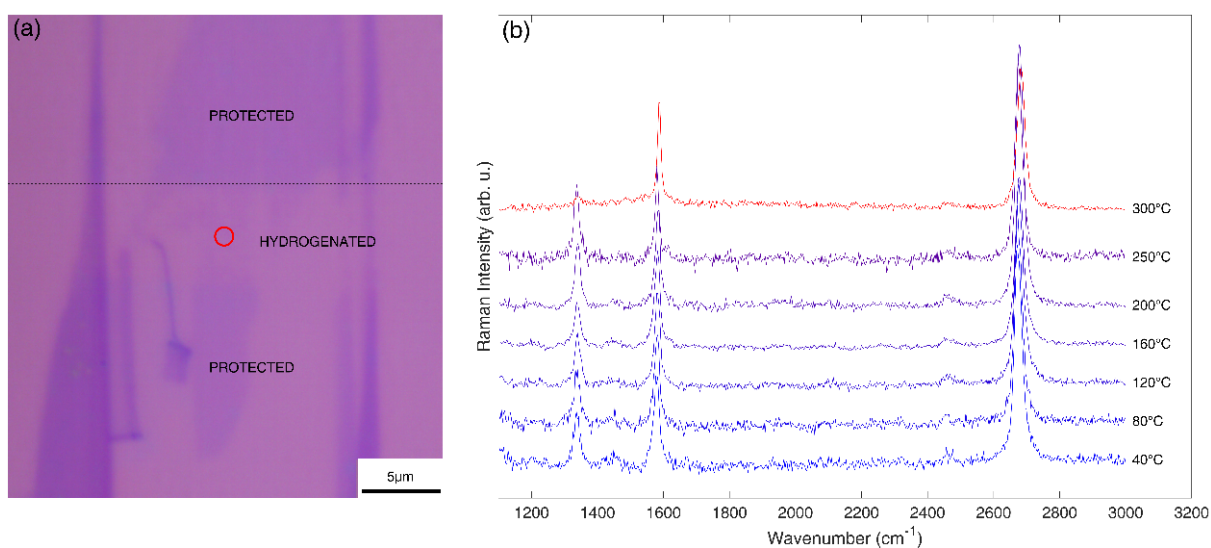 (a)
PROTECTED
HYDROGENATED
PROTECTED
5μm
(b)
Raman Intensity (arb. u.)
300°C
250°C
200°C
160°C
120°C
80°C
40°C
1200 1400 1600 1800 2000 2200 2400 2600 2800 3000 3200
Wavenumber (cm⁻¹)